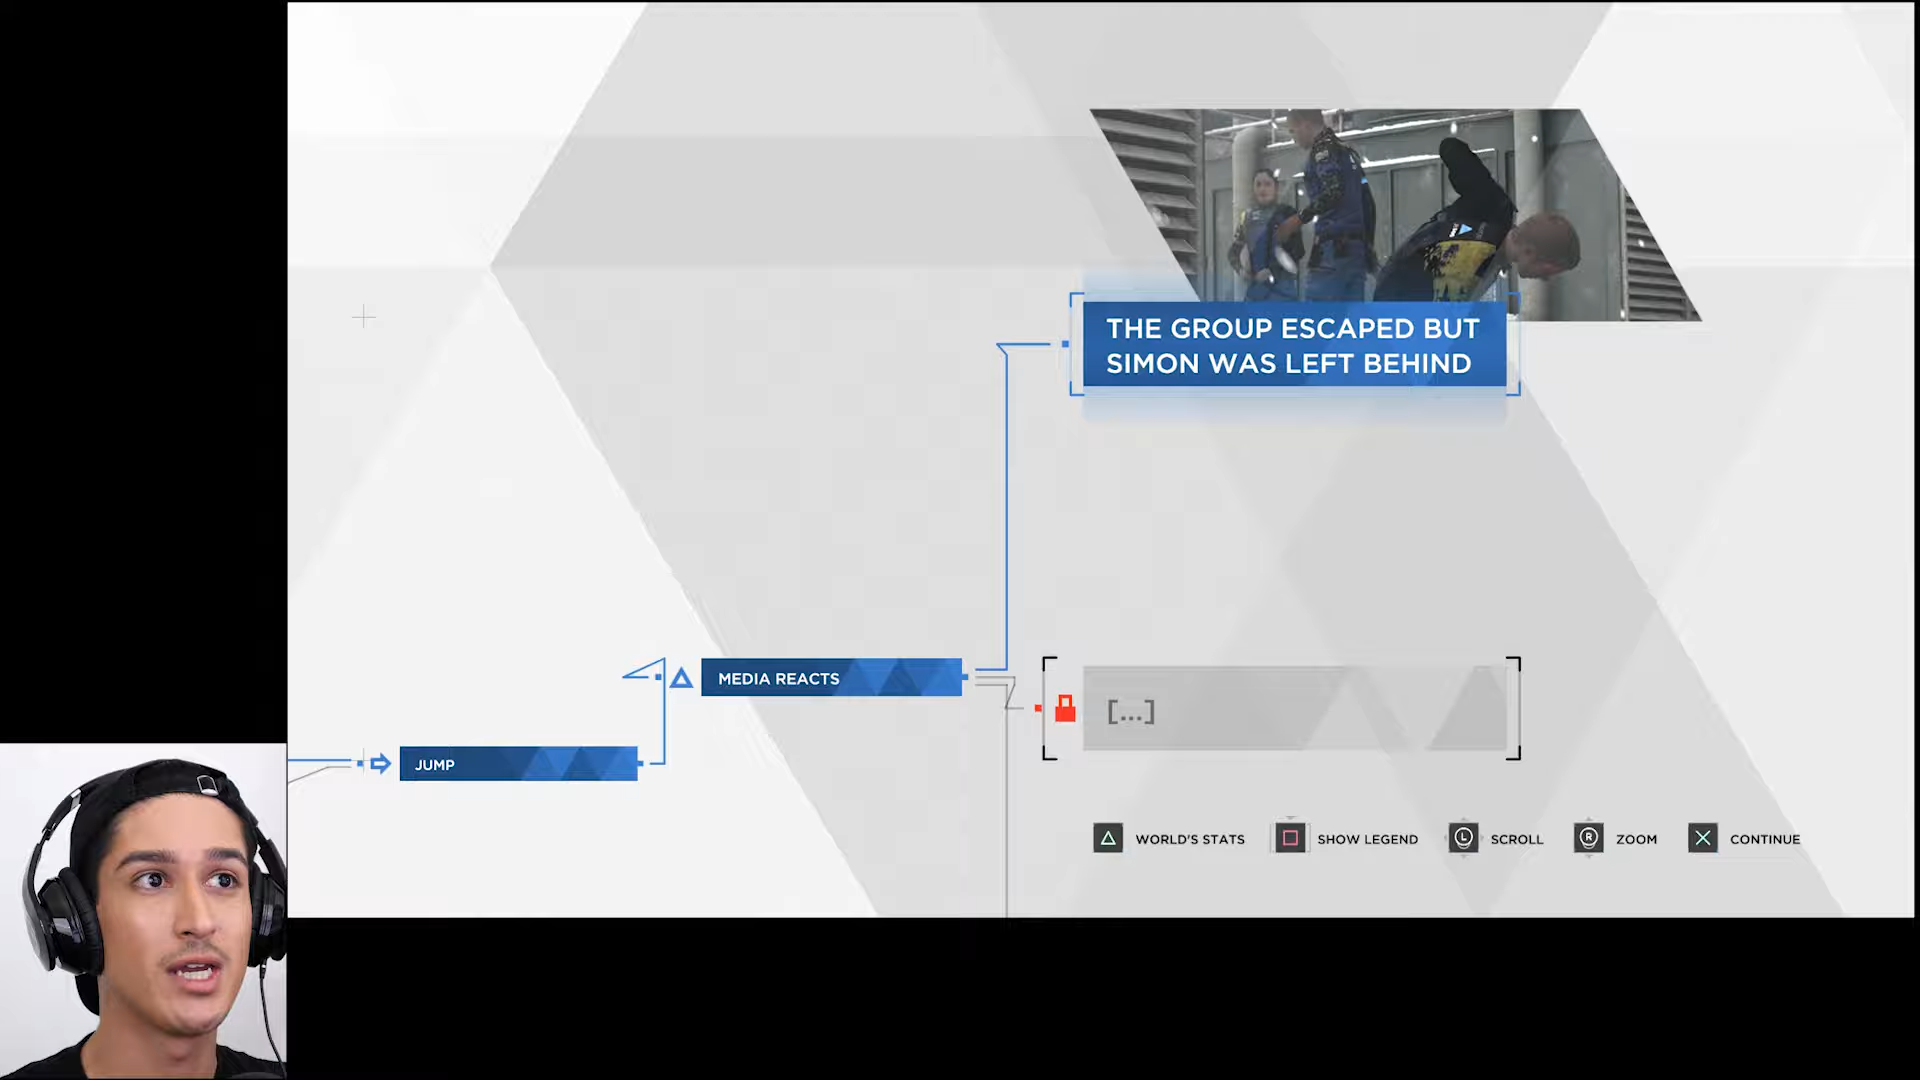 THE GROUP ESCAPED BUT
SIMON WAS LEFT BEHIND
MEDIA REACTS
[...]
JUMP
WORLD'S STATS
SHOW LEGEND
L
SCROLL
R
ZOOM
CONTINUE